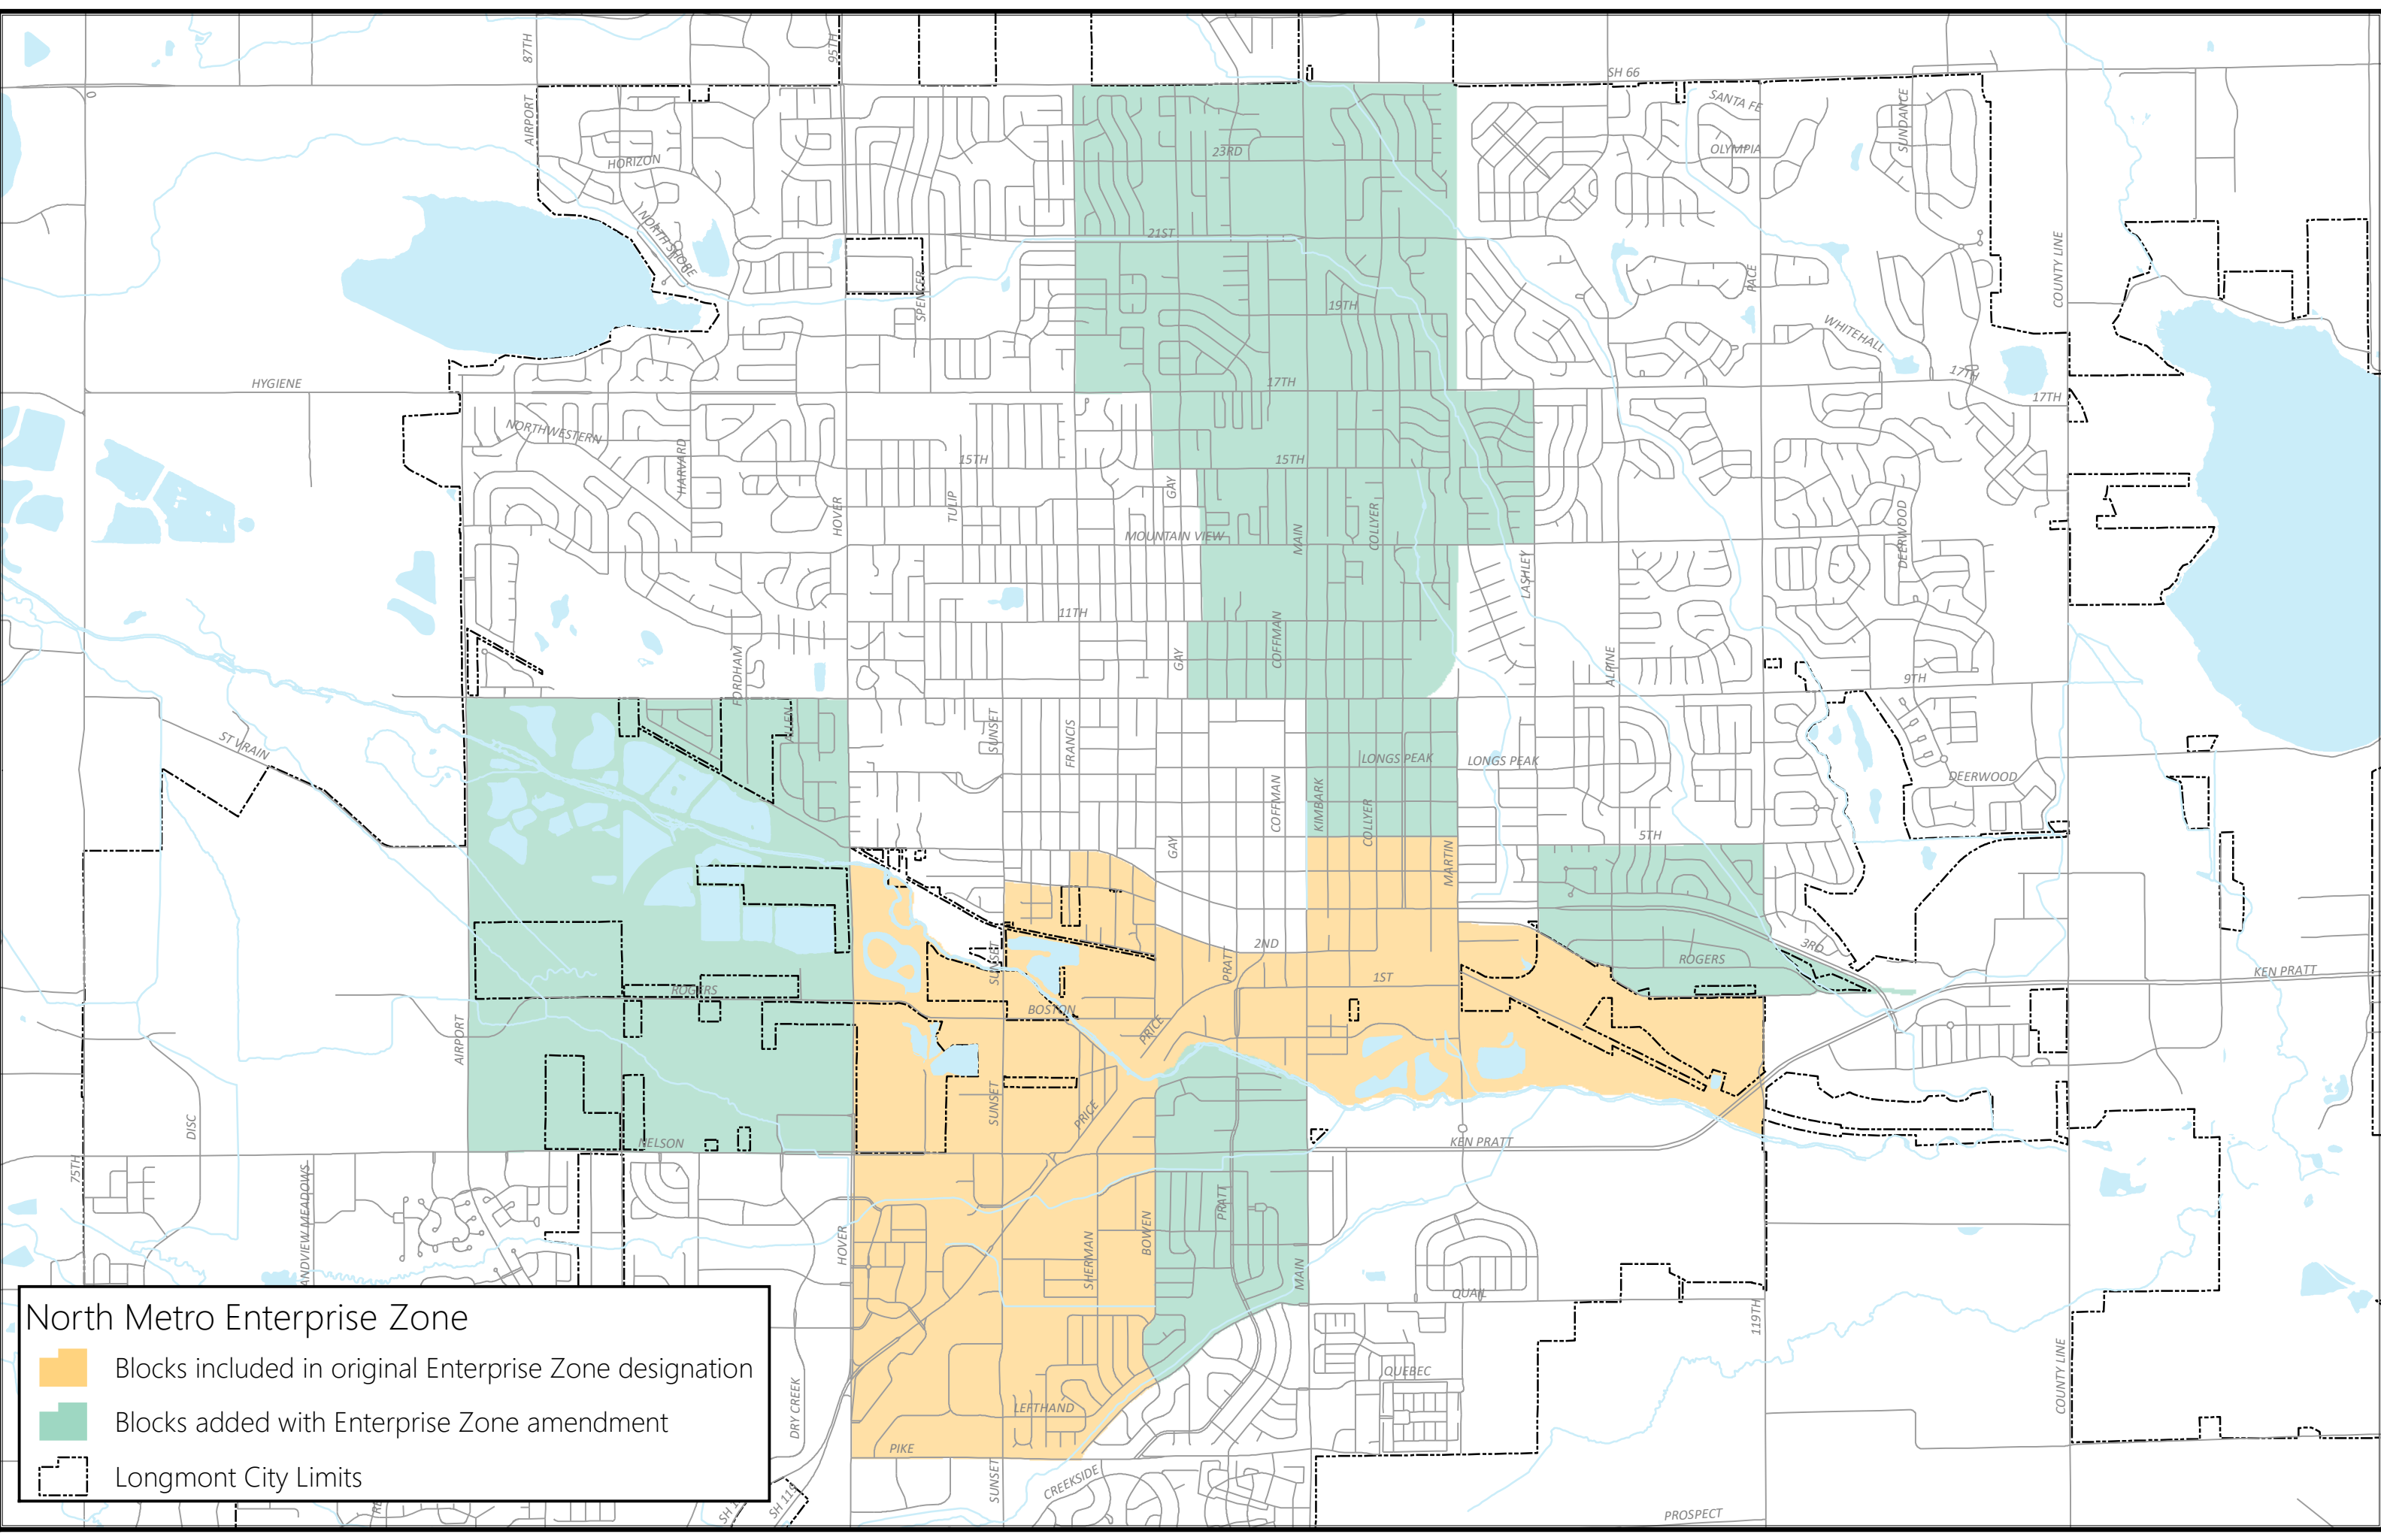 87TH
95TH
SH 66
AIRPORT
SANTA FE
SUNDANCE
HORIZON
23RD
OLYMPIA
NORTH SHORE
21ST
COUNTY LINE
PACE
SPENCER
19TH
WHITEHALL
HYGIENE
17TH
17TH
17TH
NORTHWESTERN
HARVARD
15TH
15TH
GAY
TULIP
HOVER
MOUNTAIN VIEW
MAIN
COLLYER
DEERWOOD
LASHLEY
11TH
COFFMAN
FORDHAM
GAY
ALPINE
9TH
ST VRAIN
SUNSET
FRANCIS
LONGS PEAK
LONGS PEAK
DEERWOOD
COFFMAN
KIMBARK
COLLYER
GAY
5TH
MARTIN
2ND
3RD
SUNSET
PRATT
ROGERS
1ST
KEN PRATT
ROGERS
BOSTON
AIRPORT
PRICE
DISC
SUNSET
PRICE
NELSON
KEN PRATT
75TH
PRATT
HOVER
BOWEN
SHERMAN
MAIN
QUAIL
119TH
COUNTY LINE
QUEBEC
DRY CREEK
LEFTHAND
PIKE
SUNSET
CREEKSIDE
SH 119
PROSPECT
North Metro Enterprise Zone
Blocks included in original Enterprise Zone designation
Blocks added with Enterprise Zone amendment
Longmont City Limits